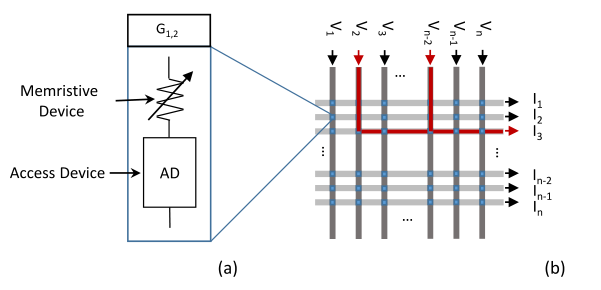 G1,2
Memristive
Device
Access Device
AD
(a)
V1 V2 V3 Vn-2 Vn-1 Vn
...
I1
I2
I3
... ...
In-2
In-1
In
...
(b)